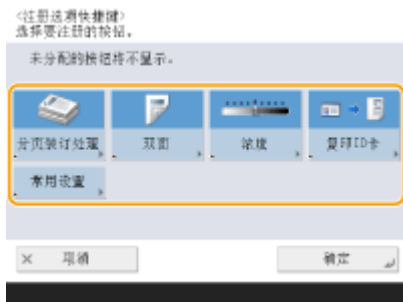 <注册选项快捷键>
选择要注册的按钮。
未分配的按钮将不显示。
分页装订处理
双面
浓度
复印ID卡
常用设置
取消
确定